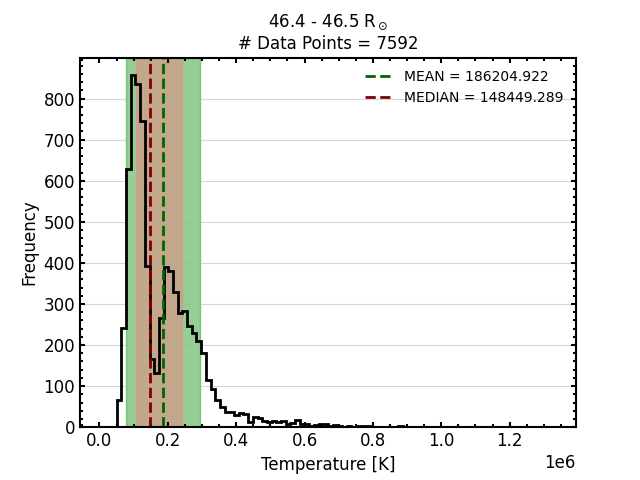 46.4 - 46.5 R⊙
# Data Points = 7592
MEAN = 186204.922
MEDIAN = 148449.289
Frequency
800
700
600
500
400
300
200
100
0
0.0 0.2 0.4 0.6 0.8 1.0 1.2
1e6
Temperature [K]